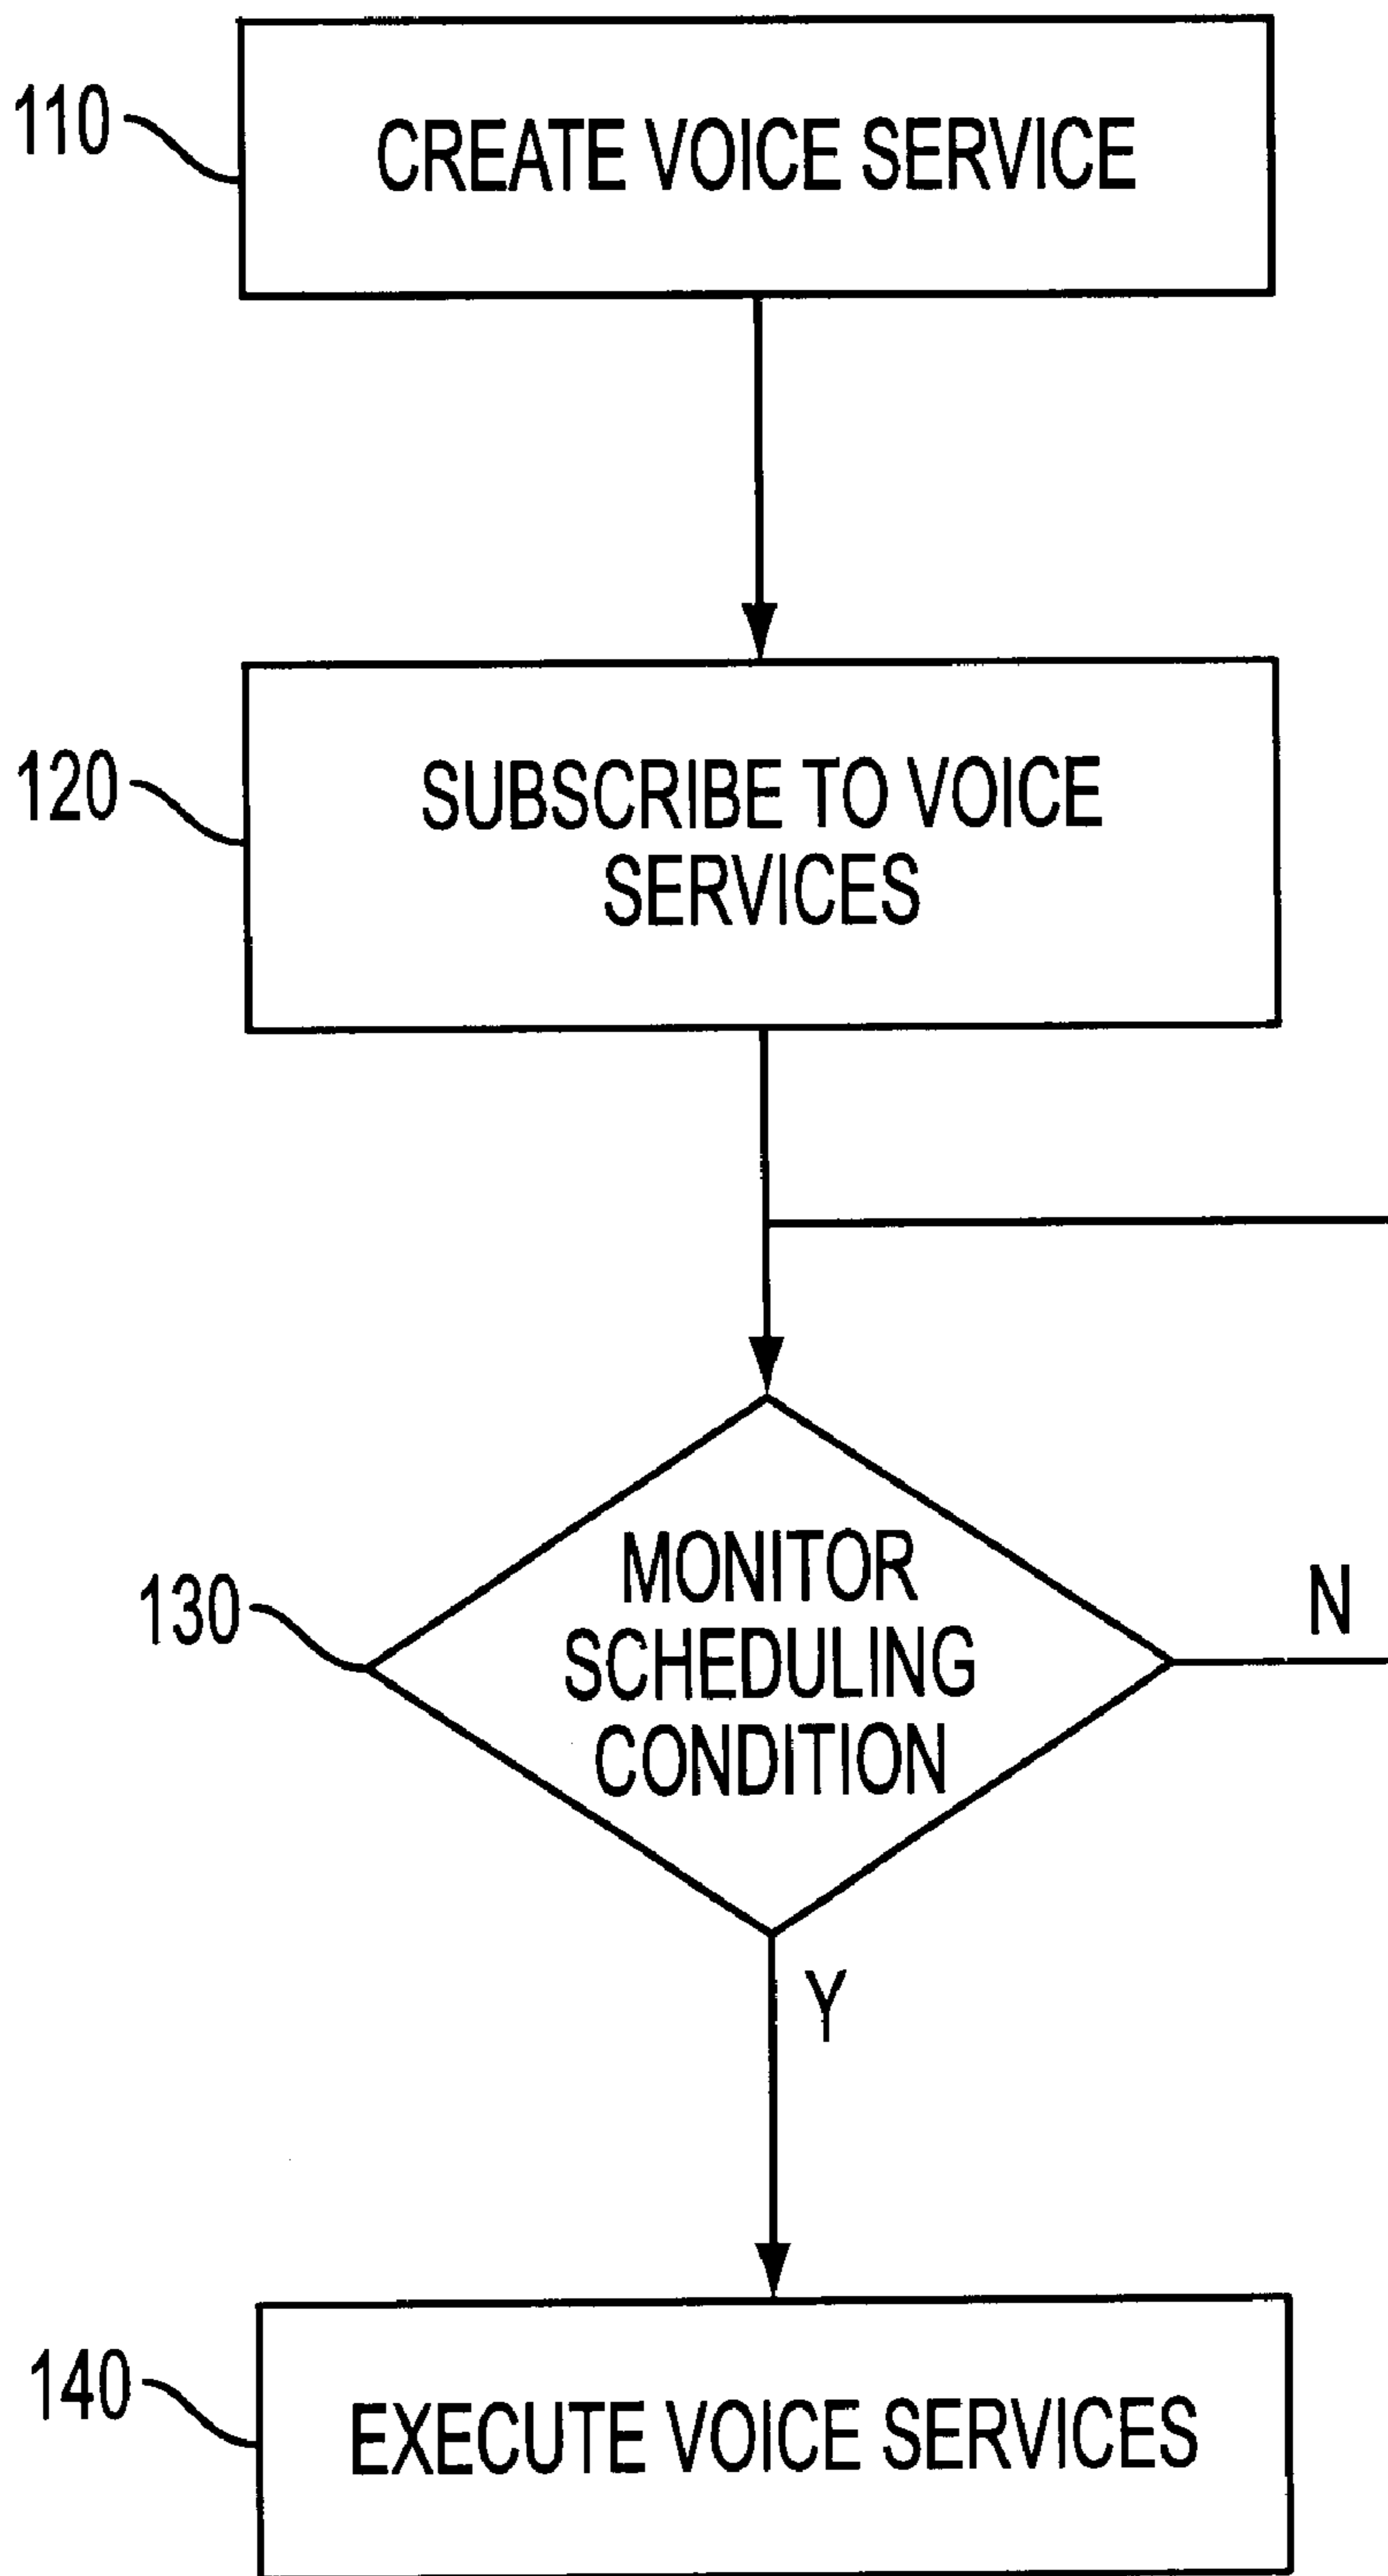 110
CREATE VOICE SERVICE
120
SUBSCRIBE TO VOICE
SERVICES
130
MONITOR
SCHEDULING
CONDITION
N
Y
140
EXECUTE VOICE SERVICES